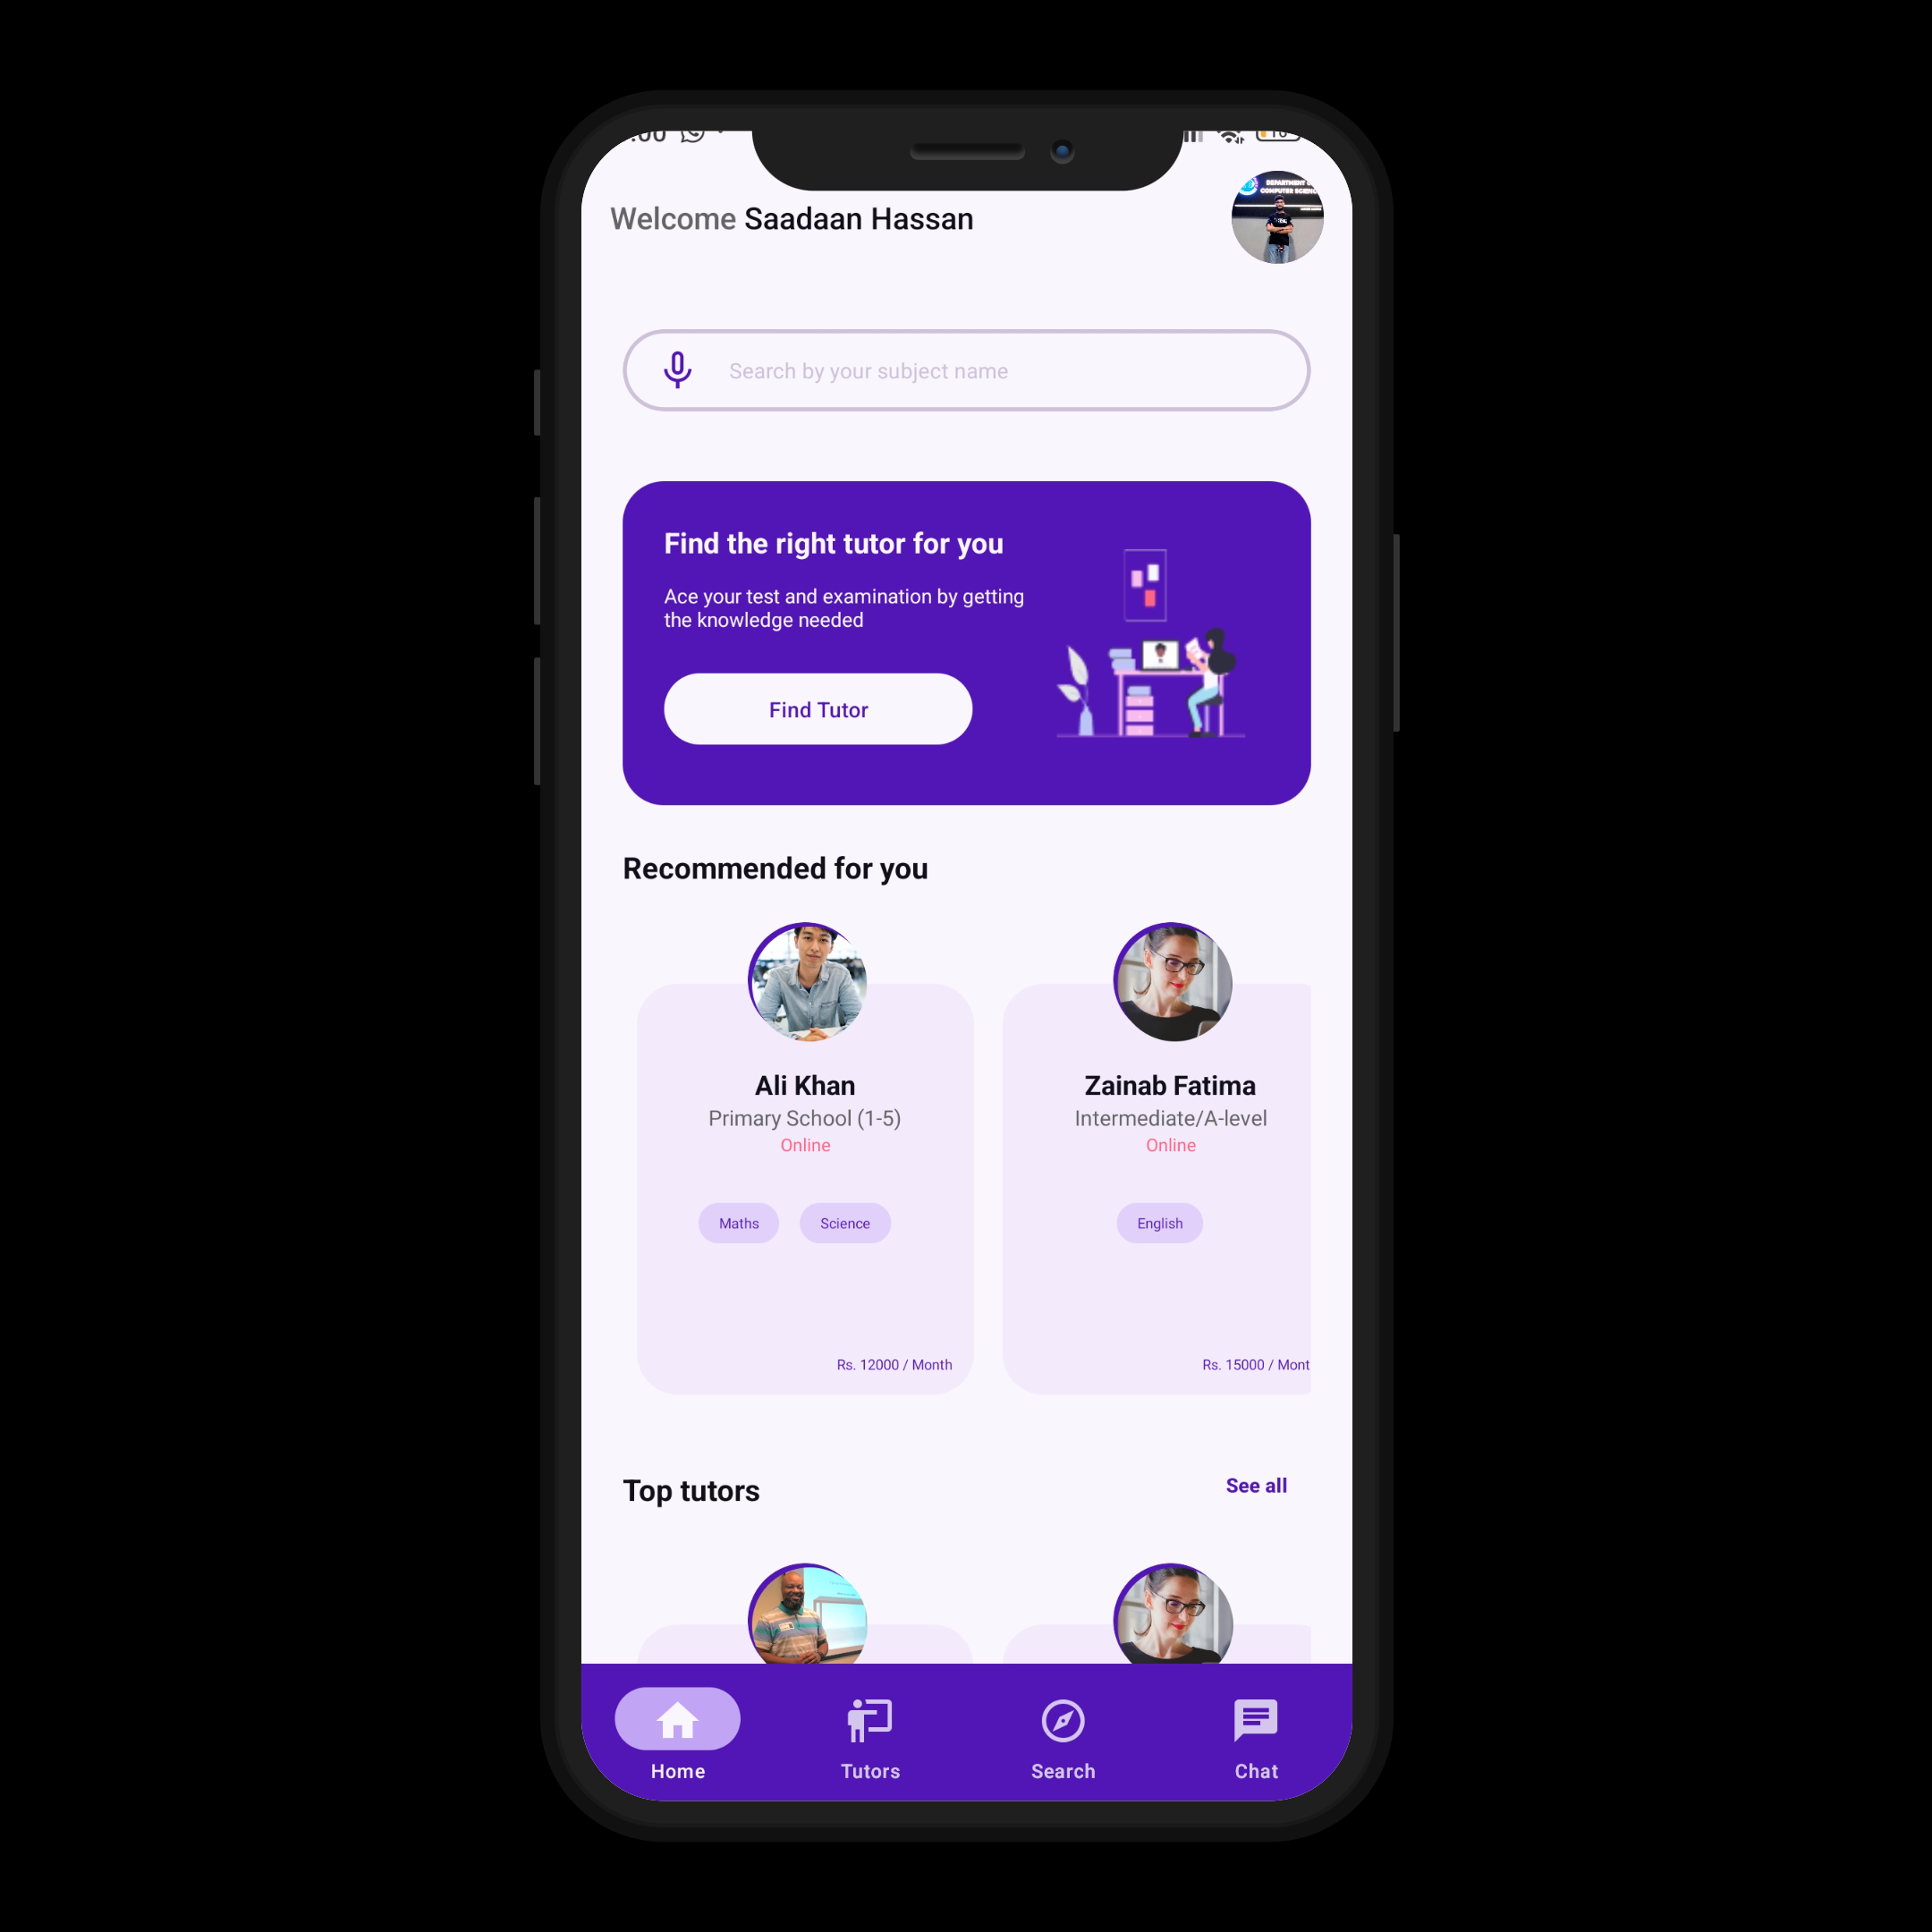 Welcome Saadaan Hassan
DEPARTMENT
COMPUTER
Search by your subject name
Find the right tutor for you
Ace your test and examination by getting
the knowledge needed
Find Tutor
Recommended for you
Ali Khan
Primary School (1-5)
Online
Maths
Science
Rs. 12000 / Month
Zainab Fatima
Intermediate/A-level
Online
English
Rs. 15000 / Mont
Top tutors
See all
Home
Tutors
Search
Chat